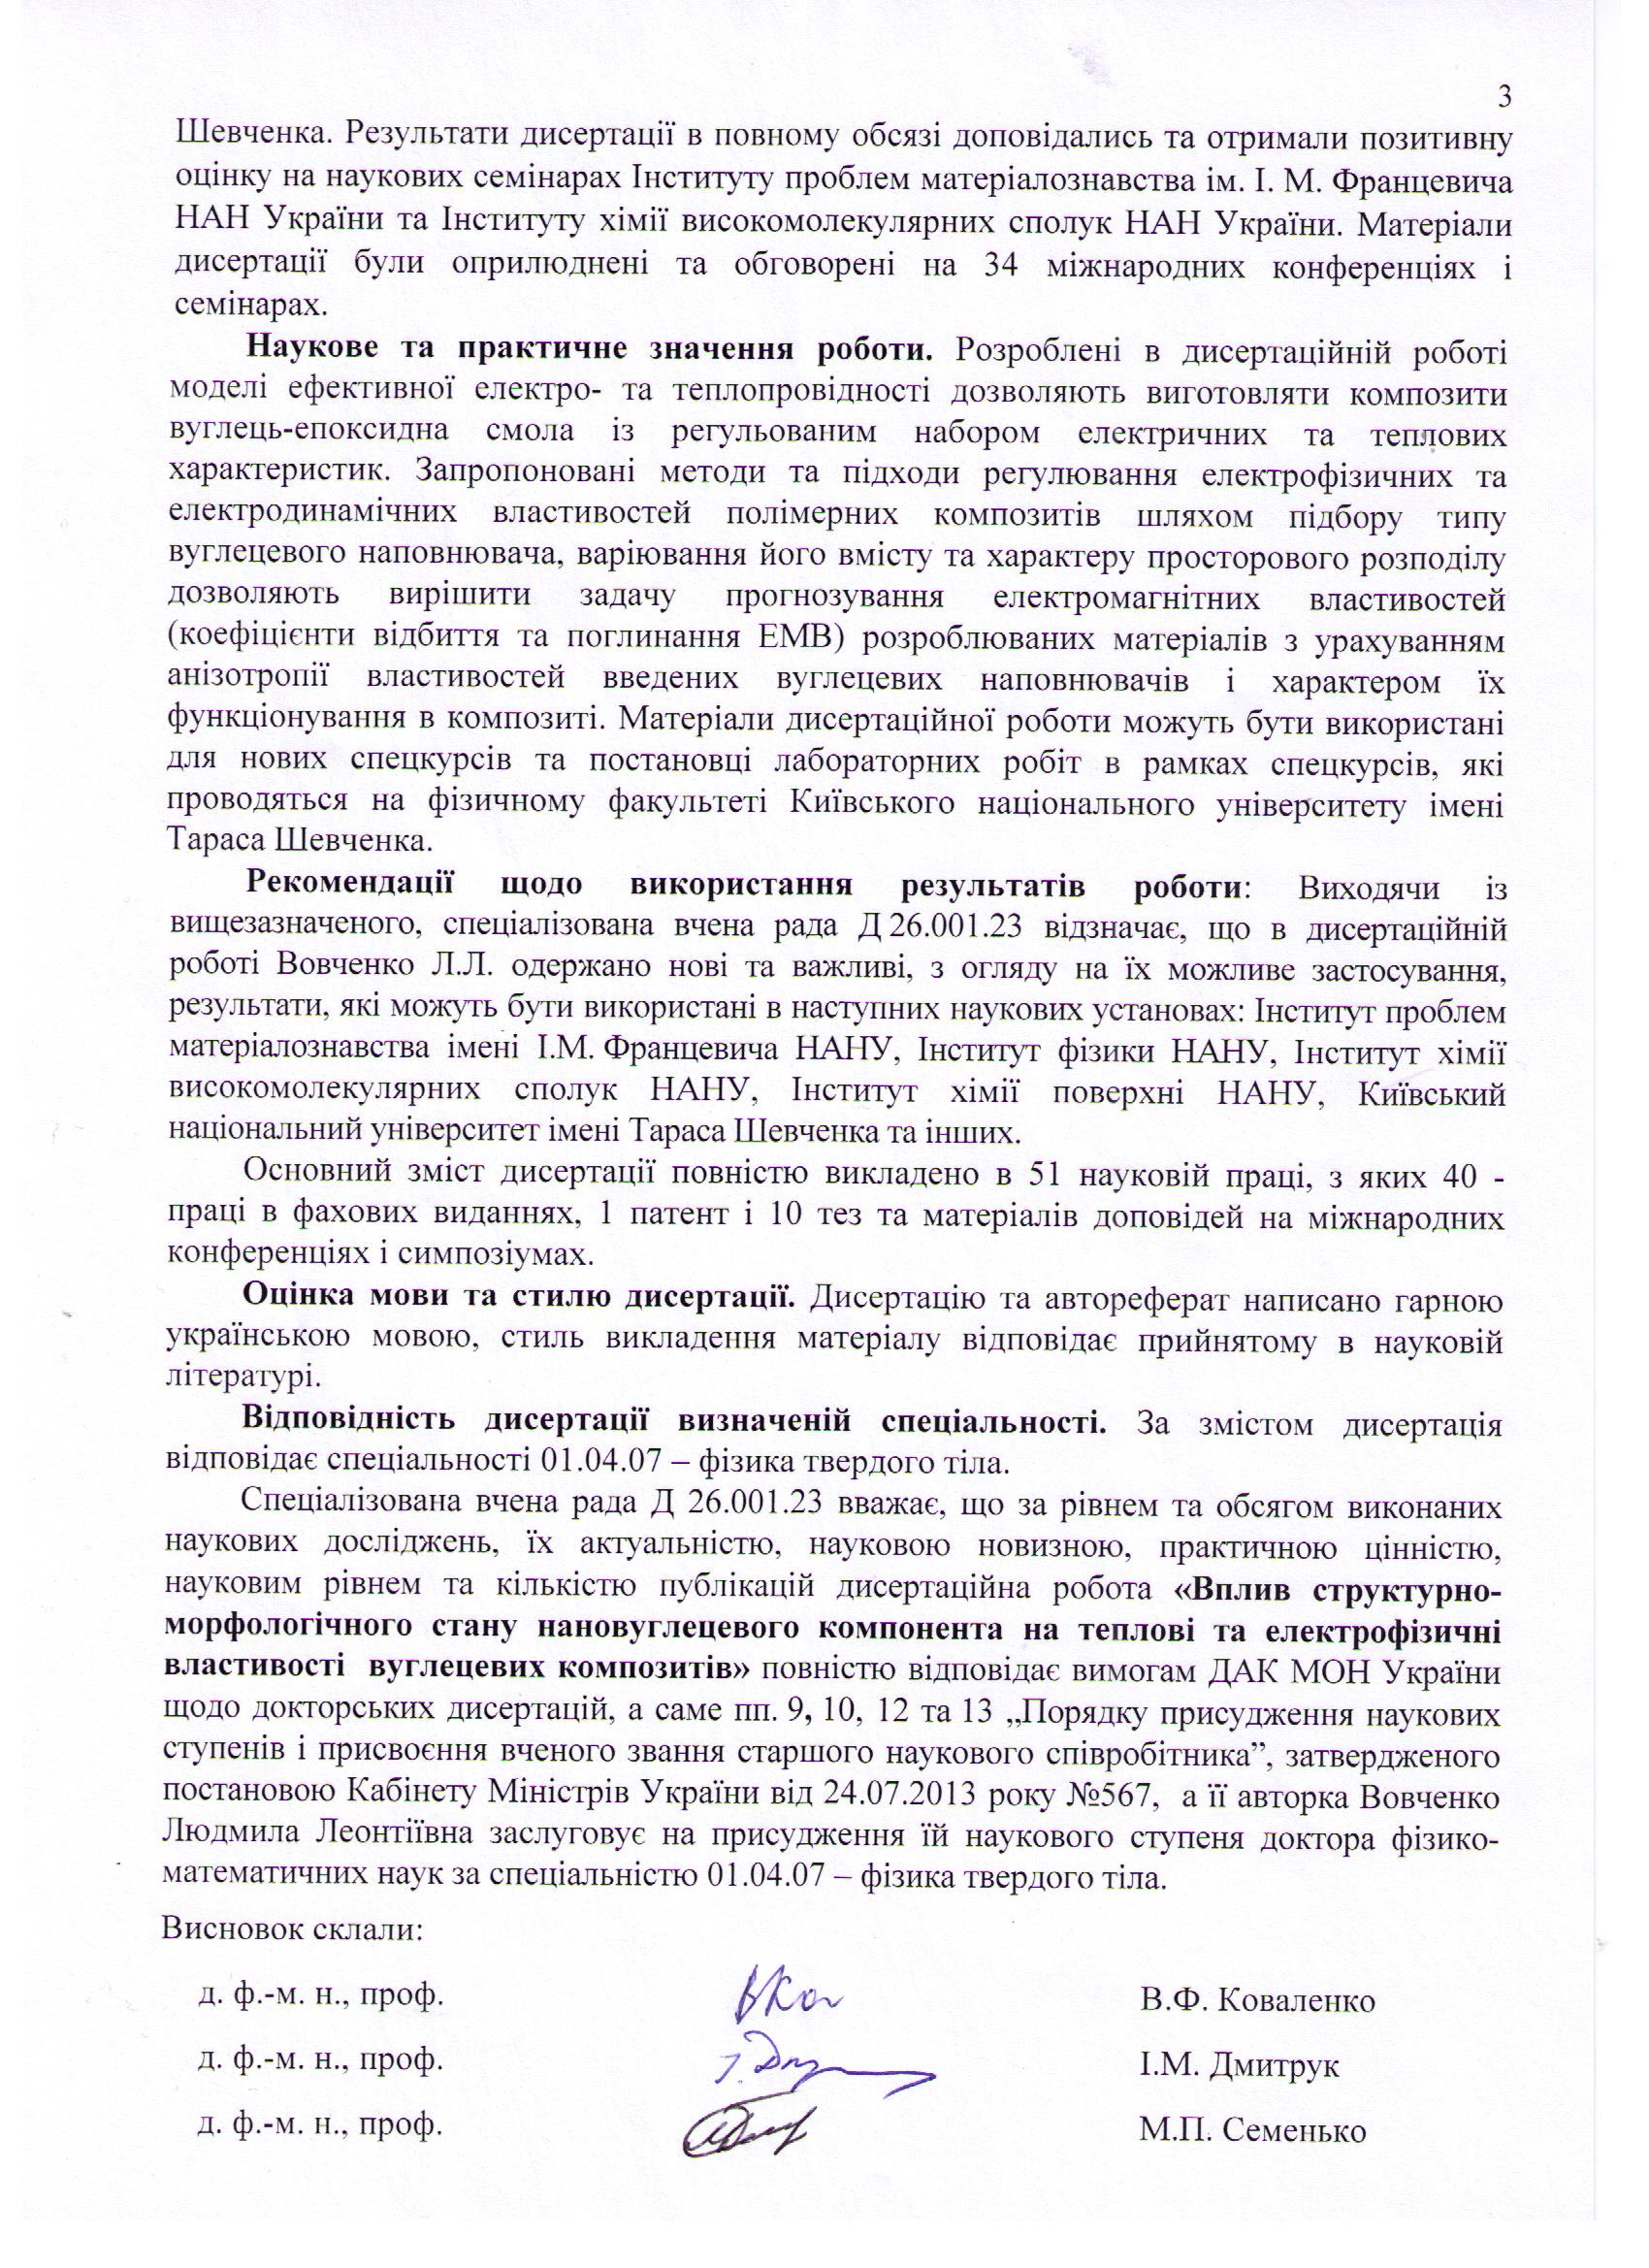 3
Шевченка. Результати дисертації в повному обсязі доповідались та отримали позитивну
оцінку на наукових семінарах Інституту проблем матеріалознавства ім. І. М. Францевича
НАН України та Інституту хімії високомолекулярних сполук НАН України. Матеріали
дисертації були оприлюднені та обговорені на 34 міжнародних конференціях і
семінарах.
Наукове та практичне значення роботи. Розроблені в дисертаційній роботі
моделі ефективної електро- та теплопровідності дозволяють виготовляти композити
вуглець-епоксидна смола із регульованим набором електричних та теплових
характеристик. Запропоновані методи та підходи регулювання електрофізичних та
електродинамічних властивостей полімерних композитів шляхом підбору типу
вуглецевого наповнювача, варіювання його вмісту та характеру просторового розподілу
дозволяють вирішити задачу прогнозування електромагнітних властивостей
(коефіцієнти відбиття та поглинання ЕМВ) розроблюваних матеріалів з урахуванням
анізотропії властивостей введених вуглецевих наповнювачів і характером їх
функціонування в композиті. Матеріали дисертаційної роботи можуть бути використані
для нових спецкурсів та постановці лабораторних робіт в рамках спецкурсів, які
проводяться на фізичному факультеті Київського національного університету імені
Тараса Шевченка.
Рекомендації щодо використання результатів роботи: Виходячи із
вищезазначеного, спеціалізована вчена рада Д 26.001.23 відзначає, що в дисертаційній
роботі Вовченко Л.Л. одержано нові та важливі, з огляду на їх можливе застосування,
результати, які можуть бути використані в наступних наукових установах: Інститут проблем
матеріалознавства імені І.М. Францевича НАНУ, Інститут фізики НАНУ, Інститут хімії
високомолекулярних сполук НАНУ, Інститут хімії поверхні НАНУ, Київський
національний університет імені Тараса Шевченка та інших.
Основний зміст дисертації повністю викладено в 51 науковій праці, з яких 40 -
праці в фахових виданнях, 1 патент і 10 тез та матеріалів доповідей на міжнародних
конференціях і симпозіумах.
Оцінка мови та стилю дисертації. Дисертацію та автореферат написано гарною
українською мовою, стиль викладення матеріалу відповідає прийнятому в науковій
літературі.
Відповідність дисертації визначеній спеціальності. За змістом дисертація
відповідає спеціальності 01.04.07 – фізика твердого тіла.
Спеціалізована вчена рада Д 26.001.23 вважає, що за рівнем та обсягом виконаних
наукових досліджень, їх актуальністю, науковою новизною, практичною цінністю,
науковим рівнем та кількістю публікацій дисертаційна робота «Вплив структурно-
морфологічного стану нановуглецевого компонента на теплові та електрофізичні
властивості вуглецевих композитів» повністю відповідає вимогам ДАК МОН України
щодо докторських дисертацій, а саме пп. 9, 10, 12 та 13 „Порядку присудження наукових
ступенів і присвоєння вченого звання старшого наукового співробітника”, затвердженого
постановою Кабінету Міністрів України від 24.07.2013 року №567, а її авторка Вовченко
Людмила Леонтіївна заслуговує на присудження їй наукового ступеня доктора фізико-
математичних наук за спеціальністю 01.04.07 – фізика твердого тіла.
Висновок склали:
д. ф.-м. н., проф. В.Ф. Коваленко
д. ф.-м. н., проф. І.М. Дмитрук
д. ф.-м. н., проф. М.П. Семенько